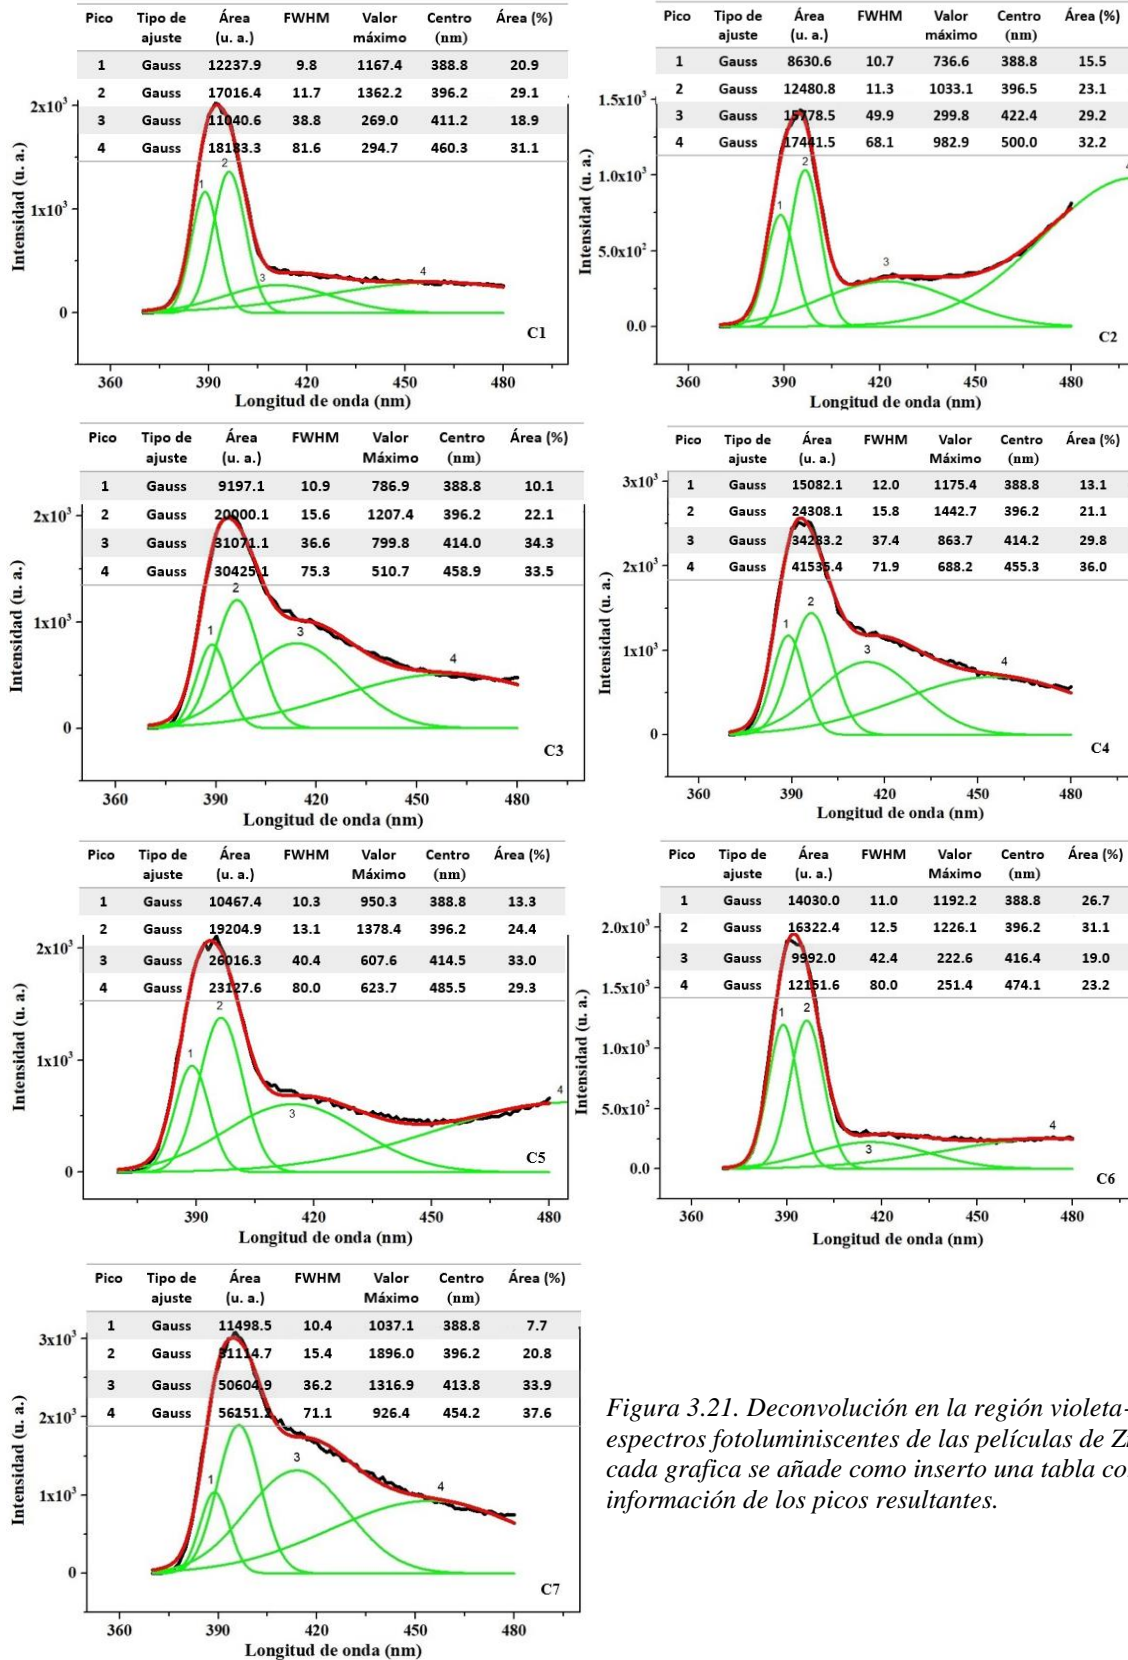 Pico Tipo de ajuste Área (u. a.) FWHM Valor máximo Centro (nm) Área (%)
1 Gauss 12237.9 9.8 1167.4 388.8 20.9
2 Gauss 17016.4 11.7 1362.2 396.2 29.1
3 Gauss 11040.6 38.8 269.0 411.2 18.9
4 Gauss 18183.3 81.6 294.7 460.3 31.1
Intensidad (u. a.)
2x10³
1x10³
0
1
2
3
4
C1
360 390 420 450 480
Longitud de onda (nm)
Pico Tipo de ajuste Área (u. a.) FWHM Valor máximo Centro (nm) Área (%)
1 Gauss 8630.6 10.7 736.6 388.8 15.5
2 Gauss 12480.8 11.3 1033.1 396.5 23.1
3 Gauss 15778.5 49.9 299.8 422.4 29.2
4 Gauss 17441.5 68.1 982.9 500.0 32.2
Intensidad (u. a.)
1.5x10³
1.0x10³
5.0x10²
0.0
1
2
3
C2
360 390 420 450 480
Longitud de onda (nm)
Pico Tipo de ajuste Área (u. a.) FWHM Valor Máximo Centro (nm) Área (%)
1 Gauss 9197.1 10.9 786.9 388.8 10.1
2 Gauss 20000.1 15.6 1207.4 396.2 22.1
3 Gauss 31071.1 36.6 799.8 414.0 34.3
4 Gauss 30425.1 75.3 510.7 458.9 33.5
Intensidad (u. a.)
2x10³
1x10³
0
1
2
3
4
C3
360 390 420 450 480
Longitud de onda (nm)
Pico Tipo de ajuste Área (u. a.) FWHM Valor Máximo Centro (nm) Área (%)
1 Gauss 15082.1 12.0 1175.4 388.8 13.1
2 Gauss 24308.1 15.8 1442.7 396.2 21.1
3 Gauss 34283.2 37.4 863.7 414.2 29.8
4 Gauss 41535.4 71.9 688.2 455.3 36.0
Intensidad (u. a.)
3x10³
2x10³
1x10³
0
1
2
3
4
C4
360 390 420 450 480
Longitud de onda (nm)
Pico Tipo de ajuste Área (u. a.) FWHM Valor Máximo Centro (nm) Área (%)
1 Gauss 10467.4 10.3 950.3 388.8 13.3
2 Gauss 19204.9 13.1 1378.4 396.2 24.4
3 Gauss 26016.3 40.4 607.6 414.5 33.0
4 Gauss 23127.6 80.0 623.7 485.5 29.3
Intensidad (u. a.)
2x10³
1x10³
0
1
2
3
4
C5
390 420 450 480
Longitud de onda (nm)
Pico Tipo de ajuste Área (u. a.) FWHM Valor Máximo Centro (nm) Área (%)
1 Gauss 14030.0 11.0 1192.2 388.8 26.7
2 Gauss 16322.4 12.5 1226.1 396.2 31.1
3 Gauss 9992.0 42.4 222.6 416.4 19.0
4 Gauss 12151.6 80.0 251.4 474.1 23.2
Intensidad (u. a.)
2.0x10³
1.5x10³
1.0x10³
5.0x10²
0.0
1
2
3
4
C6
360 390 420 450 480
Longitud de onda (nm)
Pico Tipo de ajuste Área (u. a.) FWHM Valor Máximo Centro (nm) Área (%)
1 Gauss 11498.5 10.4 1037.1 388.8 7.7
2 Gauss 31114.7 15.4 1896.0 396.2 20.8
3 Gauss 50604.9 36.2 1316.9 413.8 33.9
4 Gauss 56151.2 71.1 926.4 454.2 37.6
Intensidad (u. a.)
3x10³
2x10³
1x10³
0
1
3
4
C7
360 390 420 450 480
Longitud de onda (nm)
Figura 3.21. Deconvolución en la región violeta-
espectros fotoluminiscentes de las películas de
cada grafica se añade como inserto una tabla
información de los picos resultantes.